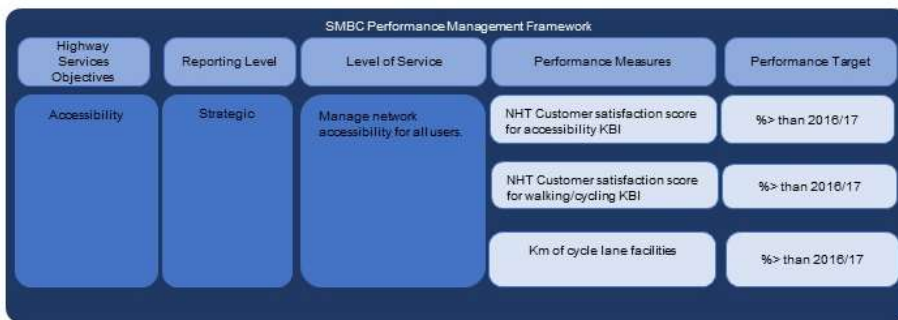 SMBC Performance Management Framework
Highway
Services
Objectives
Reporting Level
Level of Service
Performance Measures
Performance Target
Accessibility
Strategic
Manage network
accessibility for all users.
NHT Customer satisfaction score
for accessibility KBI
%> than 2016/17
NHT Customer satisfaction score
for walking/cycling KBI
%> than 2016/17
Km of cycle lane facilities
%> than 2016/17